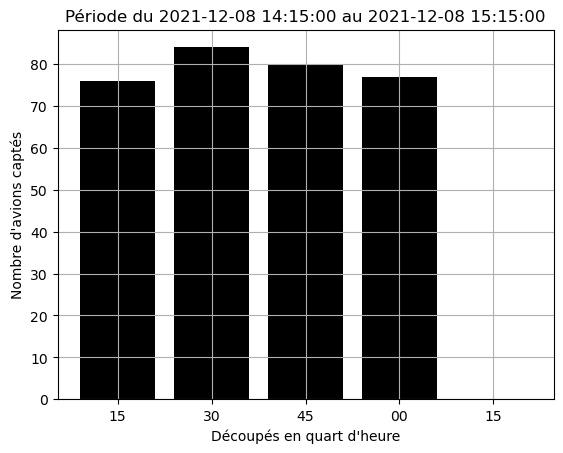 Période du 2021-12-08 14:15:00 au 2021-12-08 15:15:00
Nombre d'avions captés
80
70
60
50
40
30
20
10
0
15 30 45 00 15
Découpés en quart d'heure